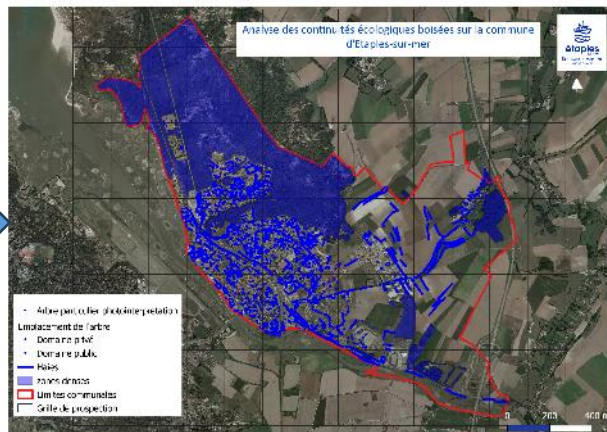 Analyse des continuités écologiques boisées sur la commune
d'Etaples-sur-mer
étaples
Arbre particulier photointerpretation
Emplacement de l'arbre
Domaine privé
Domaine public
Haies
zones denses
Limites communales
Grille de prospection
0 200 400 m